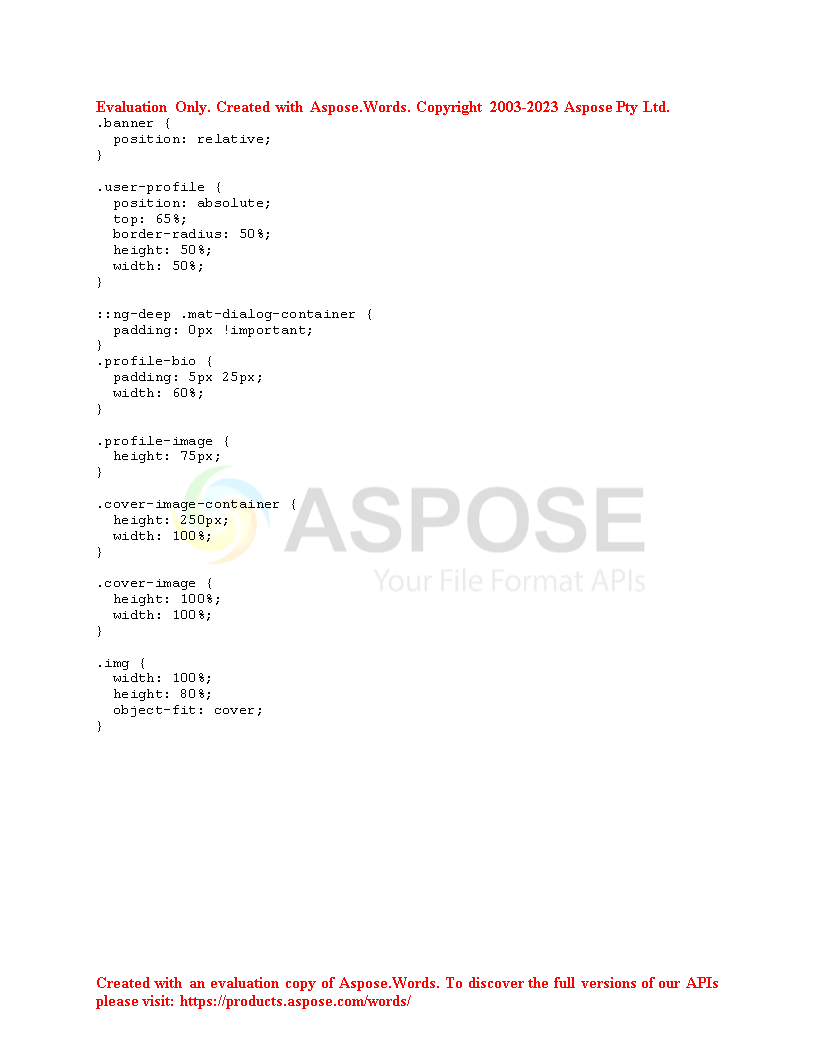 Evaluation Only. Created with Aspose.Words. Copyright 2003-2023 Aspose Pty Ltd.
.banner {
  position: relative;
}

.user-profile {
  position: absolute;
  top: 65%;
  border-radius: 50%;
  height: 50%;
  width: 50%;
}

::ng-deep .mat-dialog-container {
  padding: 0px !important;
}
.profile-bio {
  padding: 5px 25px;
  width: 60%;
}

.profile-image {
  height: 75px;
}

.cover-image-container {
  height: 250px;
  width: 100%;
}

.cover-image {
  height: 100%;
  width: 100%;
}

.img {
  width: 100%;
  height: 80%;
  object-fit: cover;
}
ASPOSE
Your File Format APIs
Created with an evaluation copy of Aspose.Words. To discover the full versions of our APIs
please visit: https://products.aspose.com/words/